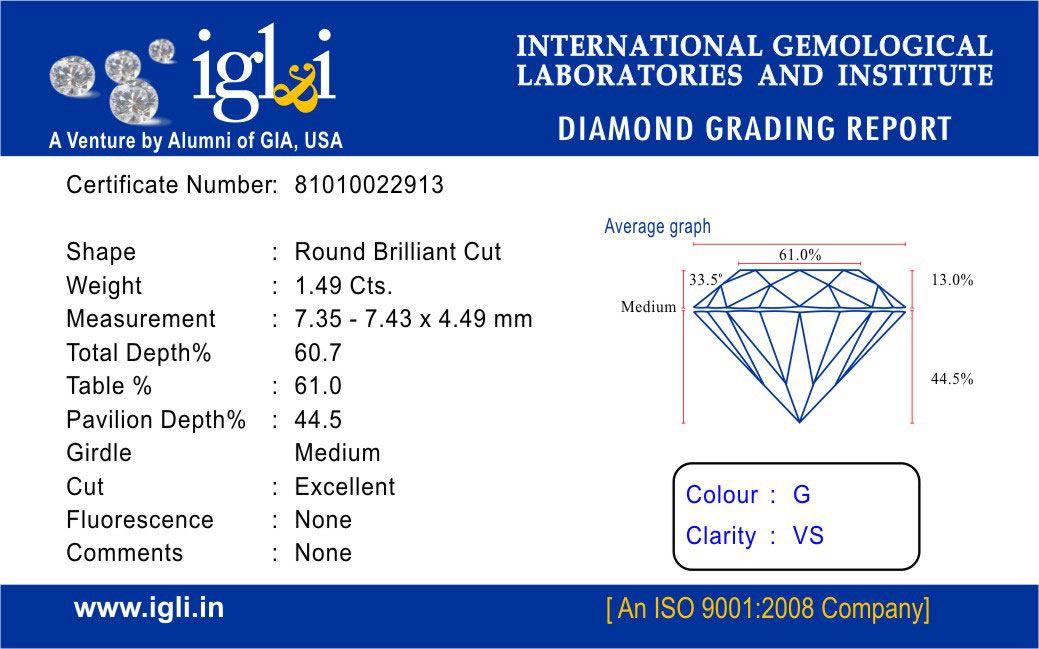 igl&i
A Venture by Alumni of GIA, USA
INTERNATIONAL GEMOLOGICAL
LABORATORIES AND INSTITUTE
DIAMOND GRADING REPORT
Certificate Number: 81010022913
Shape : Round Brilliant Cut
Weight : 1.49 Cts.
Measurement : 7.35 - 7.43 x 4.49 mm
Total Depth% 60.7
Table % : 61.0
Pavilion Depth% : 44.5
Girdle Medium
Cut : Excellent
Fluorescence : None
Comments : None
Average graph
61.0%
33.5°
13.0%
Medium
44.5%
Colour : G
Clarity : VS
www.igli.in
[ An ISO 9001:2008 Company]